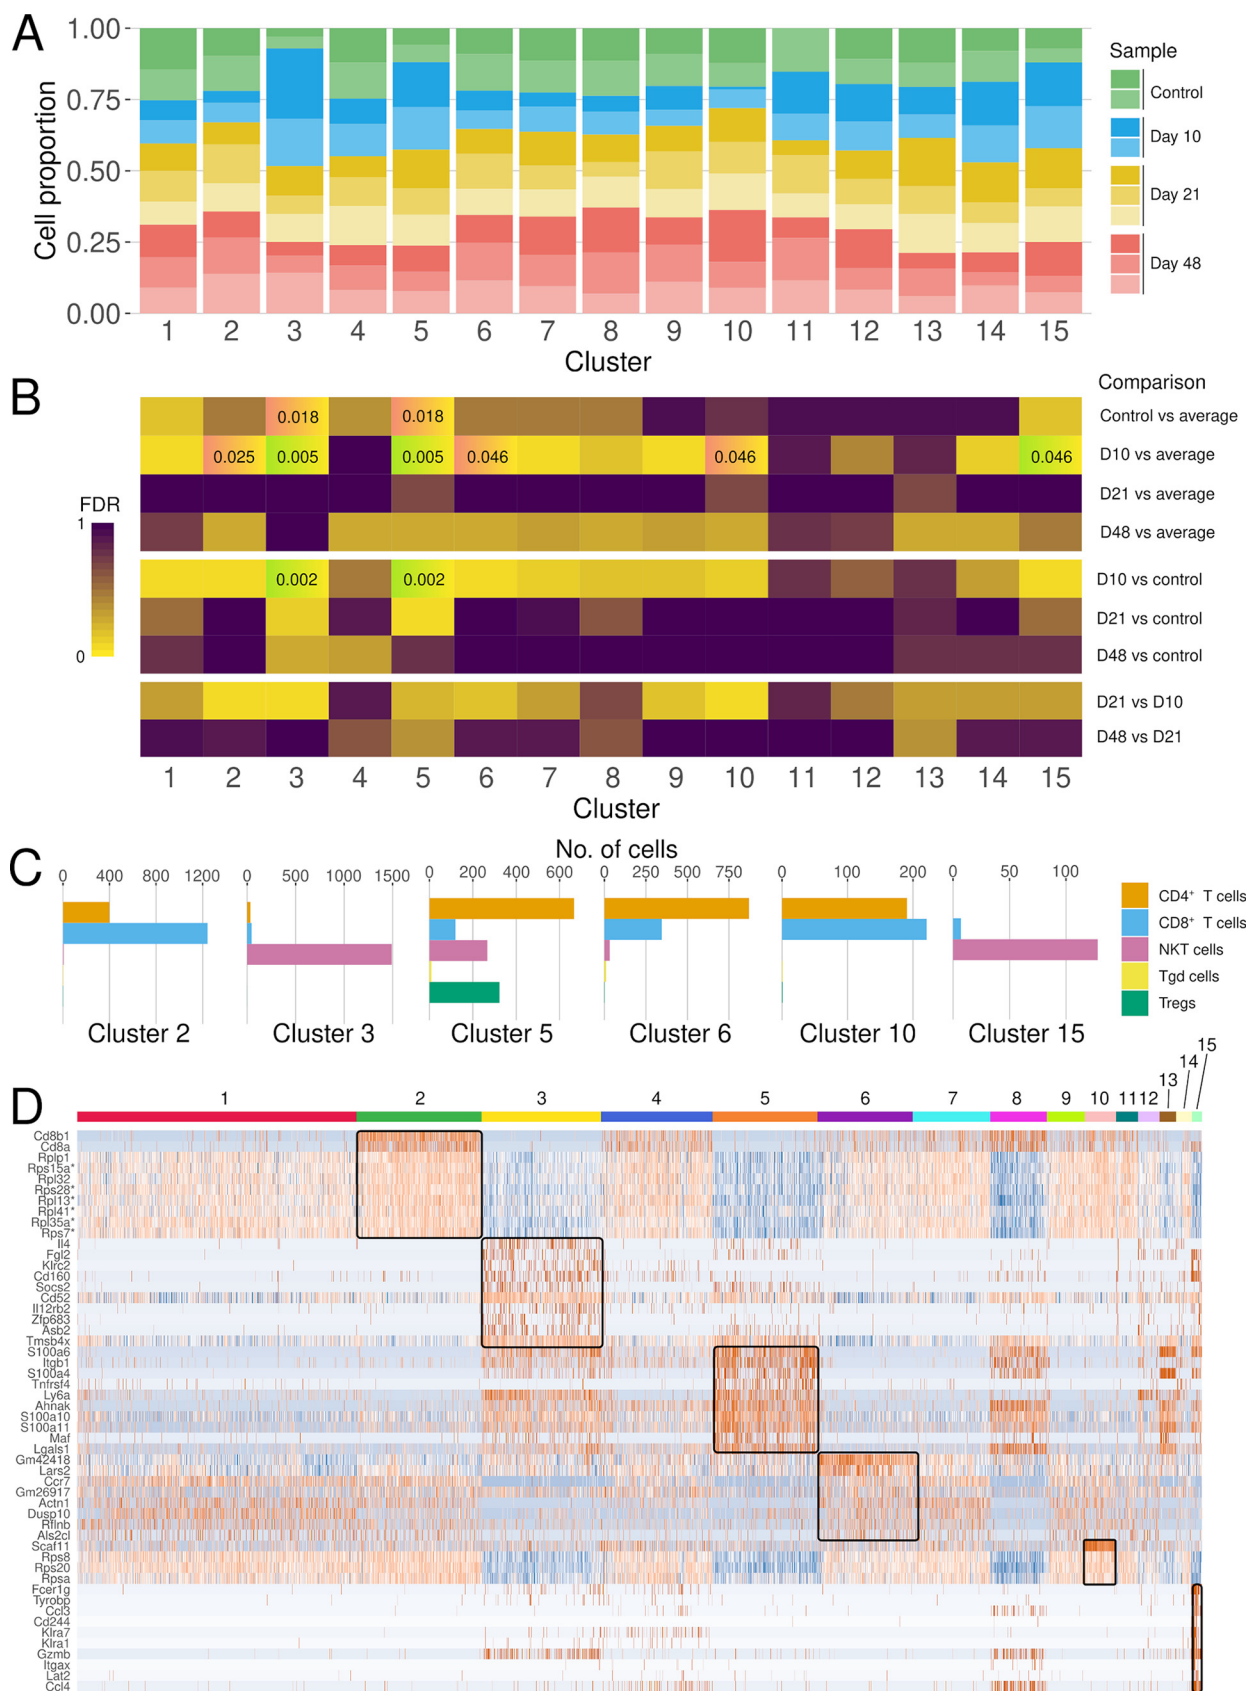 A
Cell proportion
1.00
0.75
0.50
0.25
0.00
1 2 3 4 5 6 7 8 9 10 11 12 13 14 15
Cluster
Sample
Control
Day 10
Day 21
Day 48
B
Comparison
0.018 0.018 Control vs average
0.025 0.005 0.005 0.046 0.046 0.046 D10 vs average
D21 vs average
D48 vs average
0.002 0.002 D10 vs control
D21 vs control
D48 vs control
D21 vs D10
D48 vs D21
FDR
1
0
1 2 3 4 5 6 7 8 9 10 11 12 13 14 15
Cluster
C
No. of cells
0 400 800 1200
0 500 1000 1500
0 200 400 600
0 250 500 750
0 100 200
0 50 100
Cluster 2
Cluster 3
Cluster 5
Cluster 6
Cluster 10
Cluster 15
CD4+ T cells
CD8+ T cells
NKT cells
Tgd cells
Tregs
D
1 2 3 4 5 6 7 8 9 10 11 12 13 14 15
Cd8b1
Cd8a
Rplp1
Rps15a*
Rpl32
Rps28*
Rpl13*
Rpl41*
Rpl35a*
Rps7*
Il4
Fgl2
Klrc2
Cd160
Socs2
Cd52
Il12rb2
Zfp683
Asb2
Tmsb4x
S100a6
Itgb1
S100a4
Tnfrsf4
Ly6a
Ahnak
S100a10
S100a11
Maf
Lgals1
Gm42418
Lars2
Ccr7
Gm26917
Actn1
Dusp10
Rflnb
Als2cl
Scaf11
Rps8
Rps20
Rpsa
Fcer1g
Tyrobp
Ccl3
Cd244
Klra7
Klra1
Gzmb
Itgax
Lat2
Ccl4